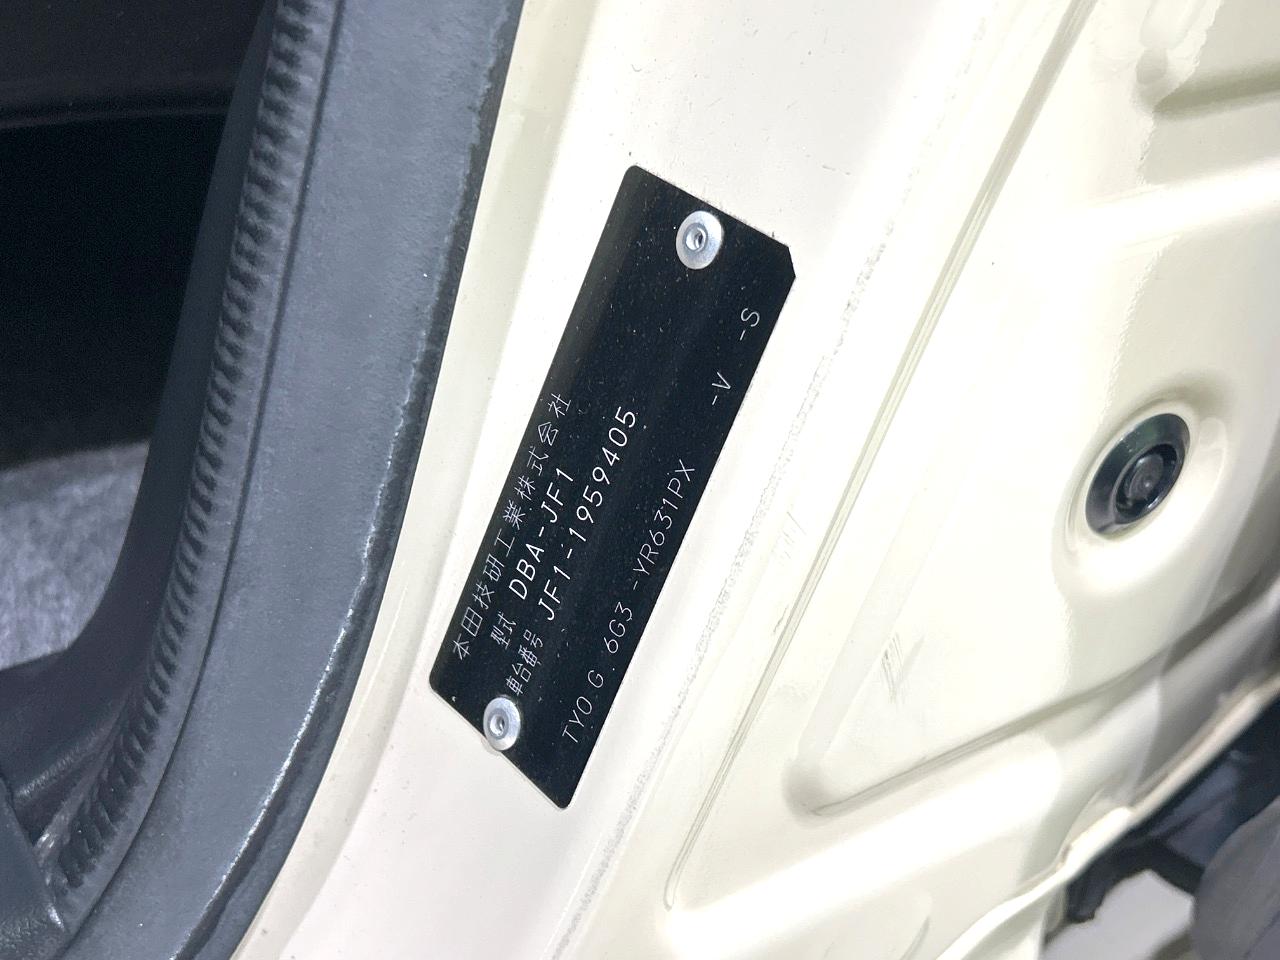 本田技研工業株式会社
型式 DBA-JF1
車台番号 JF1-1959405
TYO G 6G3 -YR631PX -V -S